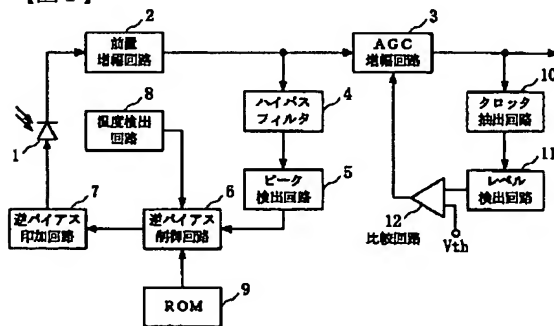 2
前置
増幅回路
3
AGC
増幅回路
10
クロック
抽出回路
8
温度検出
回路
4
ハイパス
フィルタ
1
7
6
5
11
逆バイアス
印加回路
逆バイアス
制御回路
ピーク
検出回路
レベル
検出回路
12
比較回路
Vth
ROM
9